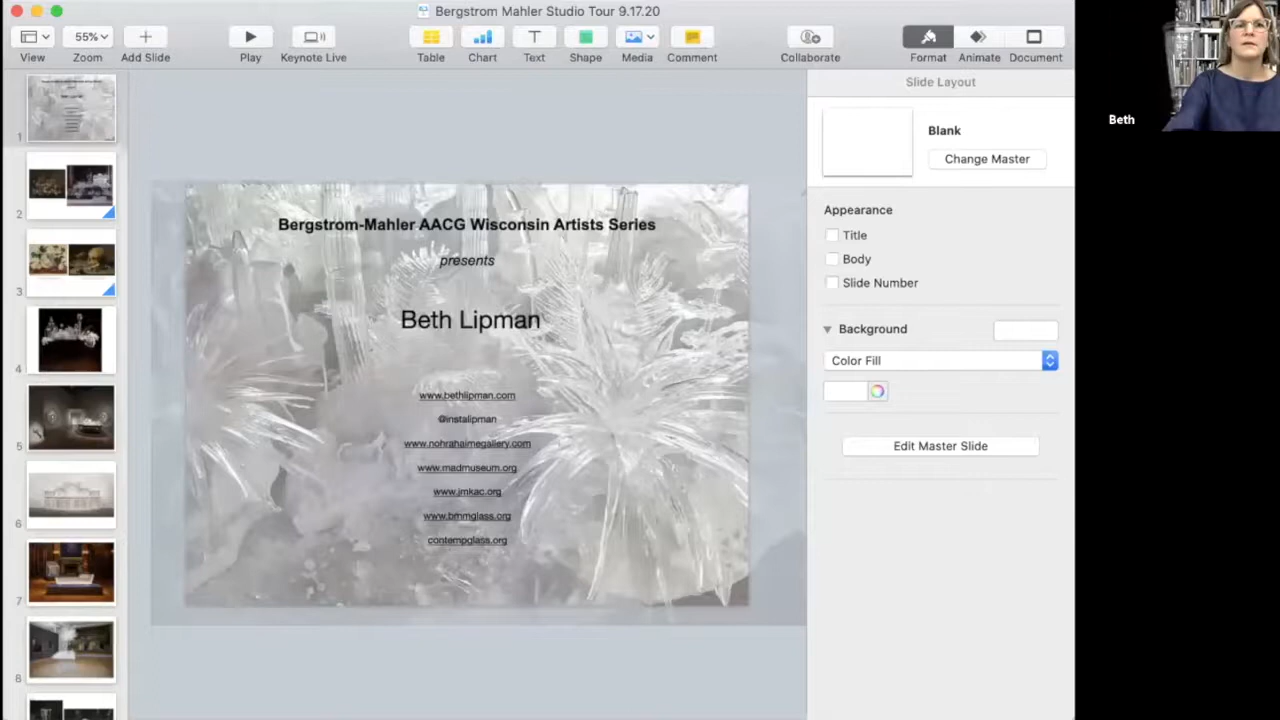 Bergstrom Mahler Studio Tour 9.17.20
55%
View
Zoom
Add Slide
Play
Keynote Live
Table
Chart
Text
Shape
Media
Comment
Collaborate
Format
Animate
Document
Slide Layout
Blank
Change Master
Appearance
Title
Body
Slide Number
Background
Color Fill
Edit Master Slide
1
2
3
4
5
6
7
8
Bergstrom-Mahler AACG Wisconsin Artists Series
presents
Beth Lipman
www.bethlipman.com
@instalipman
www.nohrahaimegallery.com
www.madmuseum.org
www.jmkac.org
www.bmmglass.org
contempglass.org
Beth